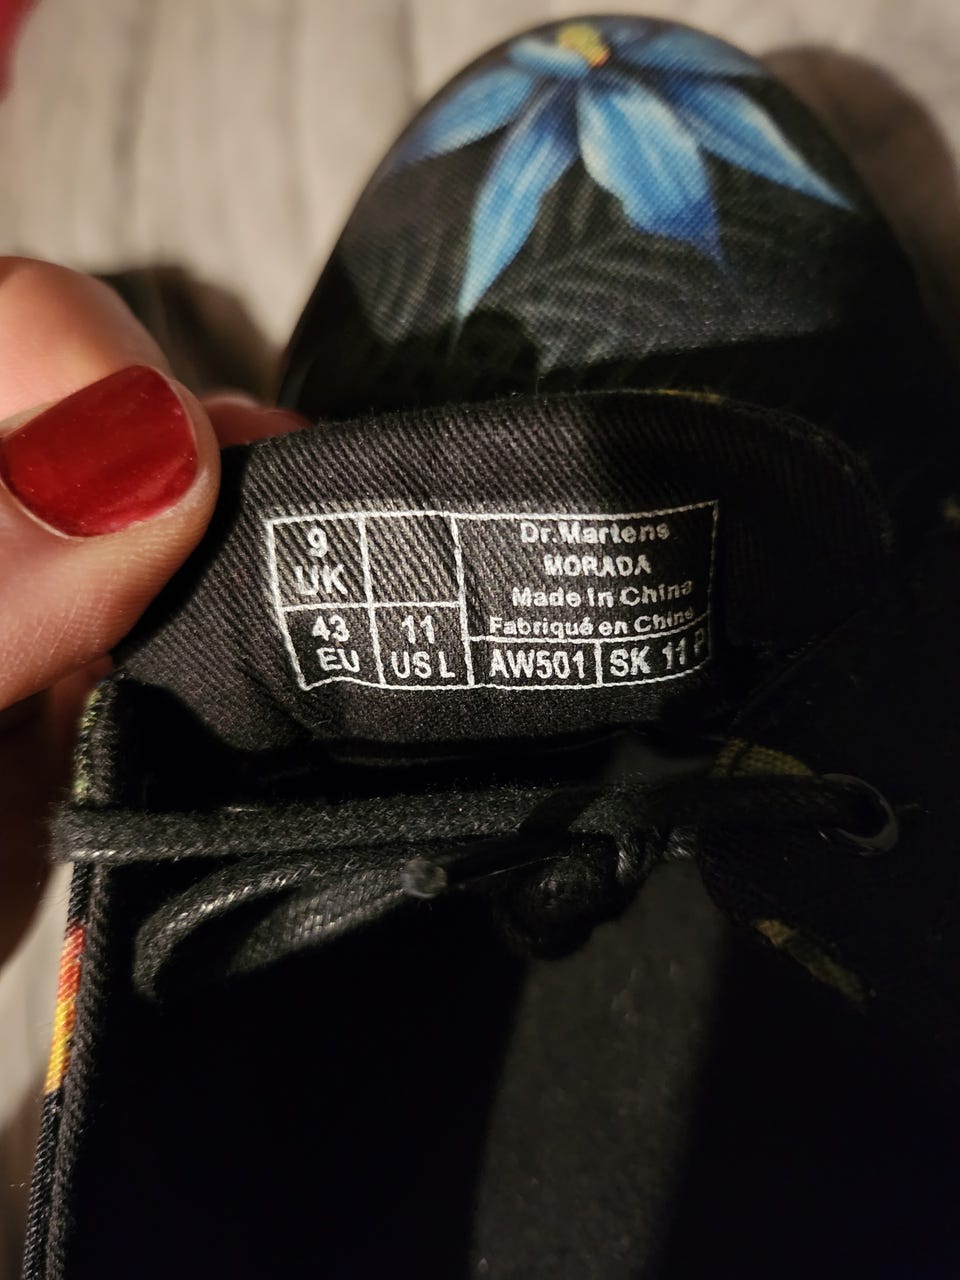 9
UK
43
EU
11
US L
Dr.Martens
MORADA
Made in China
Fabriqué en Chine
AW501
SK 11 P